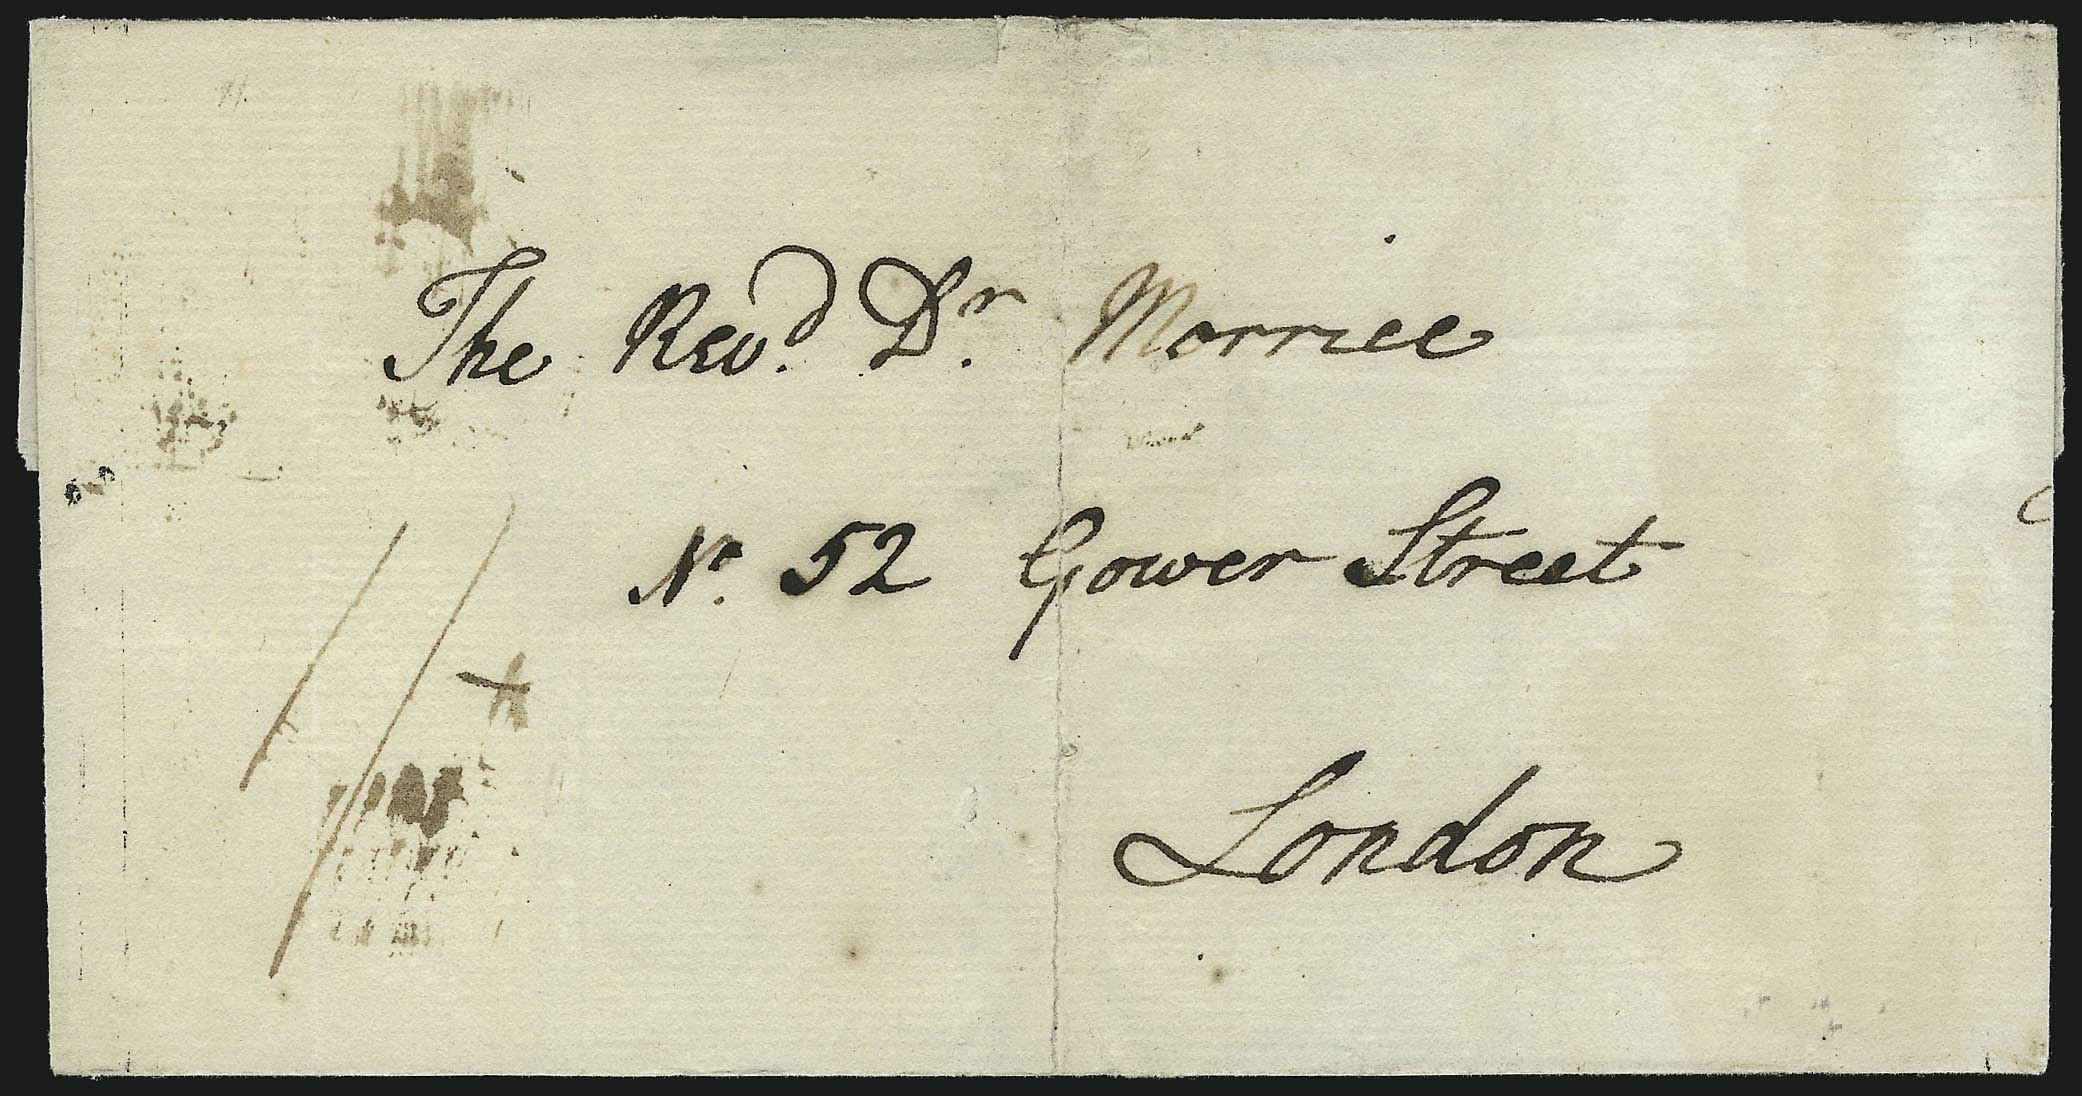 The Revd. Dr. Morrice
No. 52 Gower Street
London